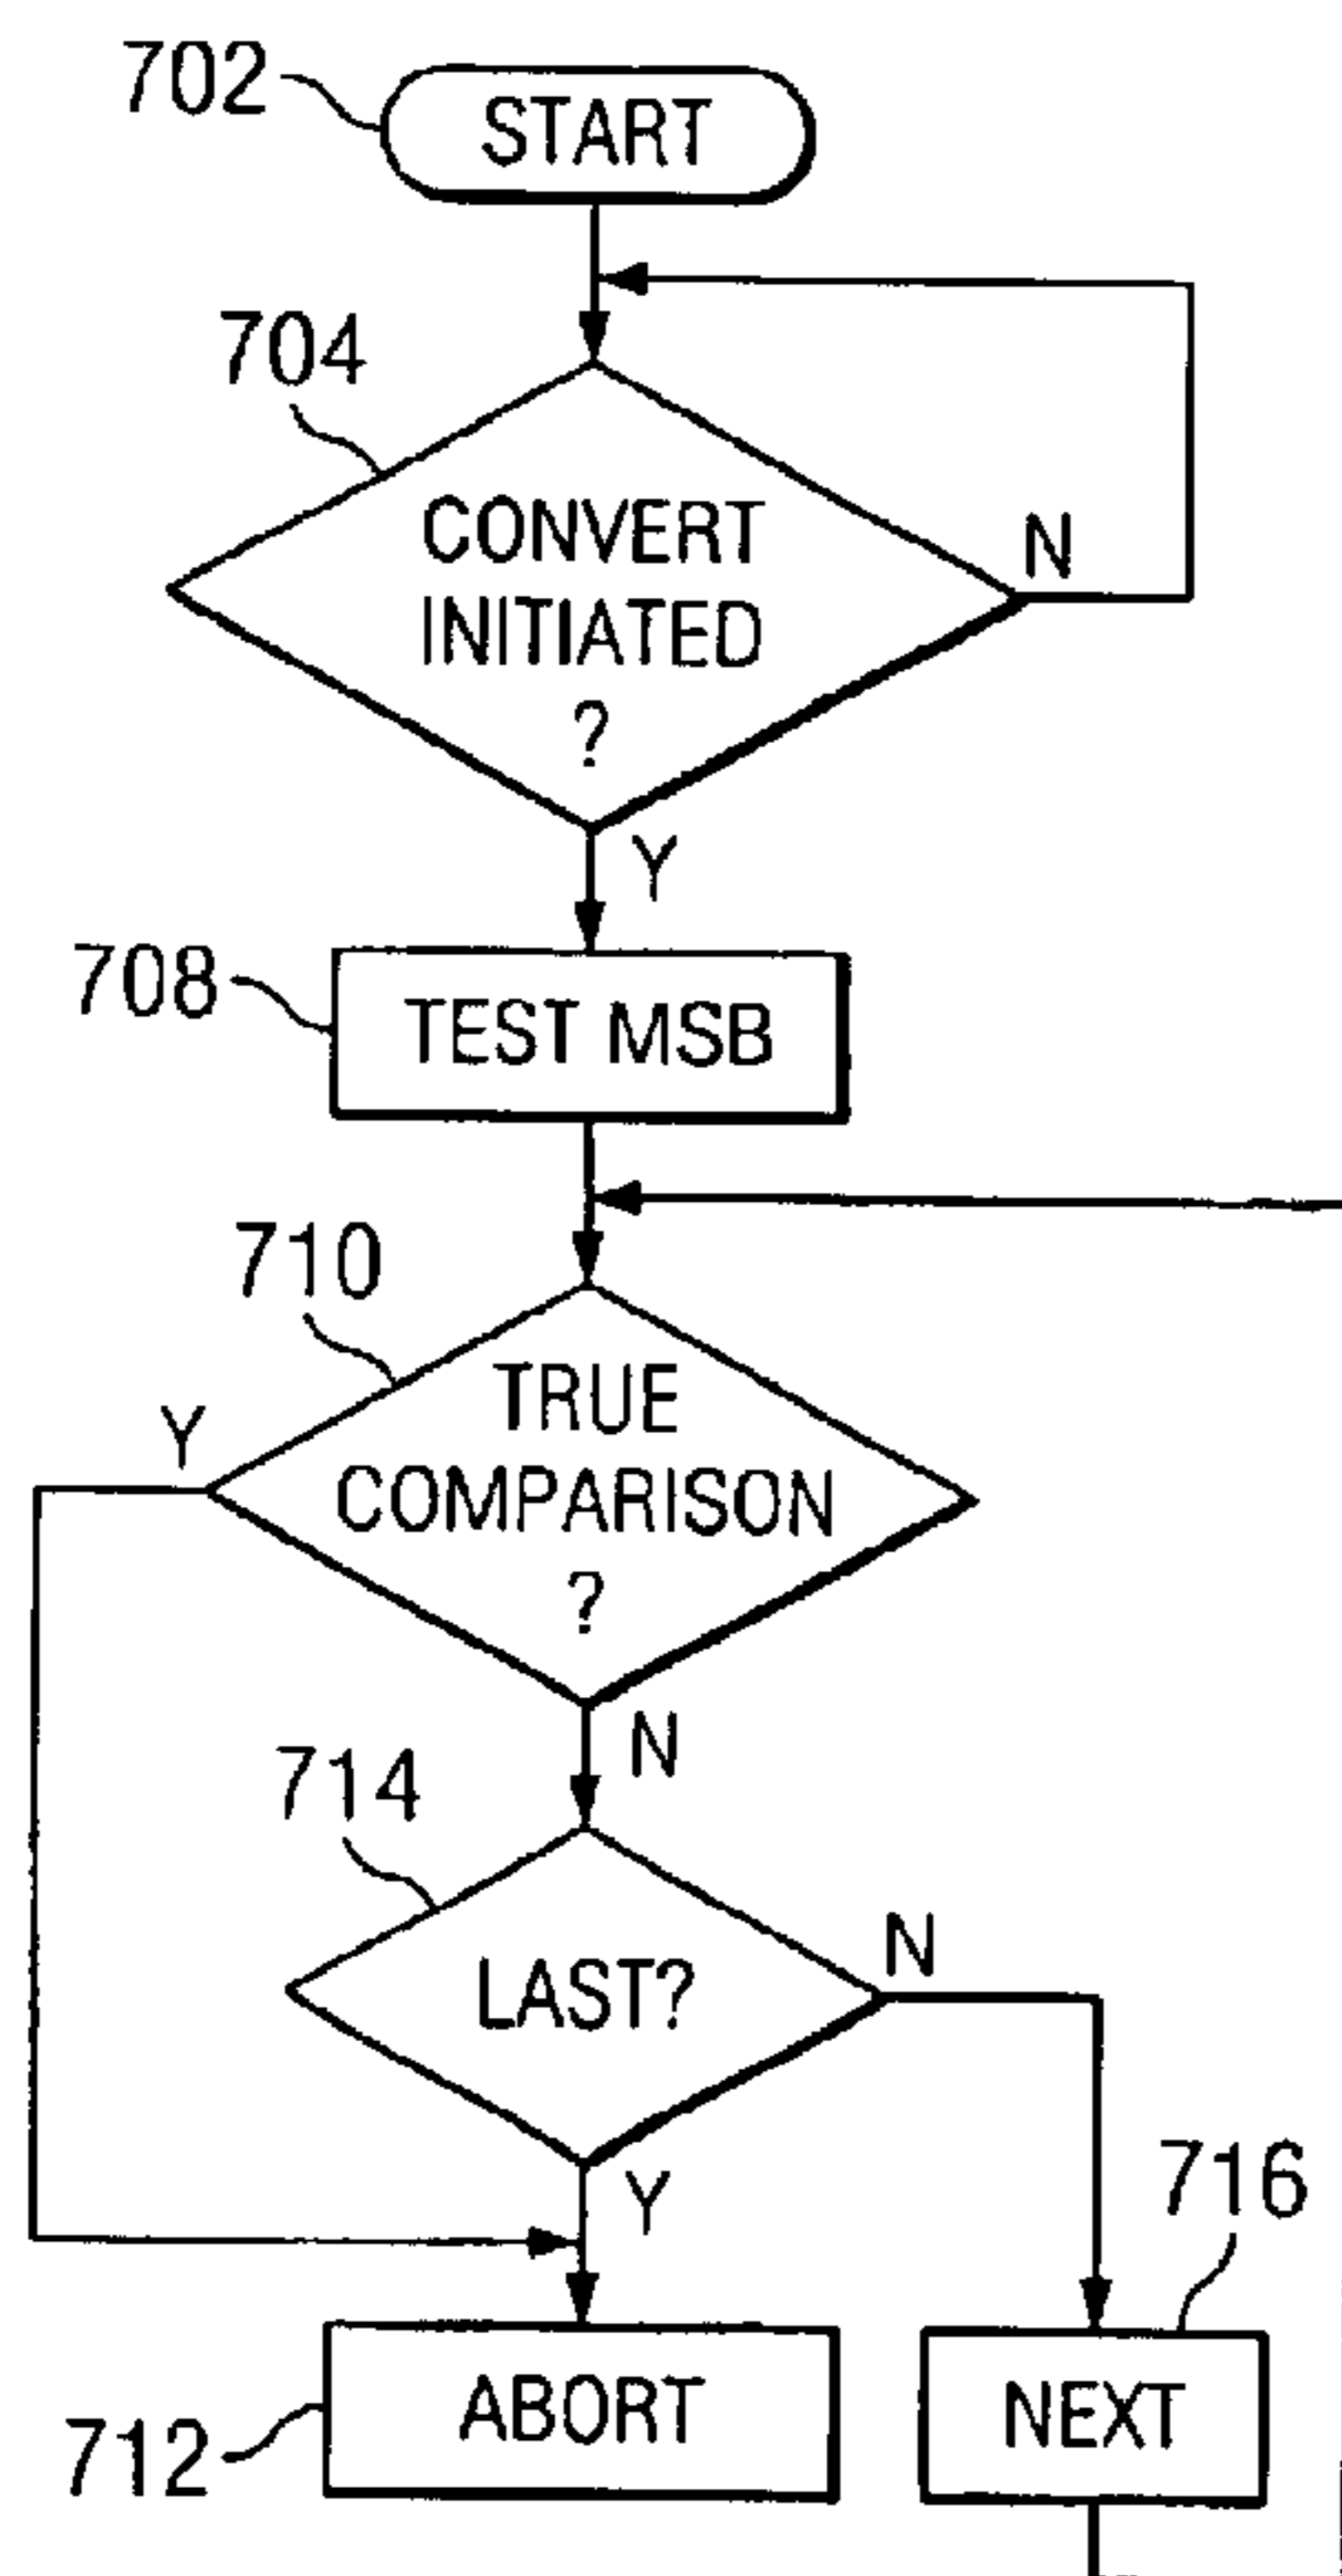 702
START
704
CONVERT
INITIATED
?
N
Y
708
TEST MSB
710
TRUE
COMPARISON
?
Y
N
714
LAST?
N
Y
716
ABORT
NEXT
712